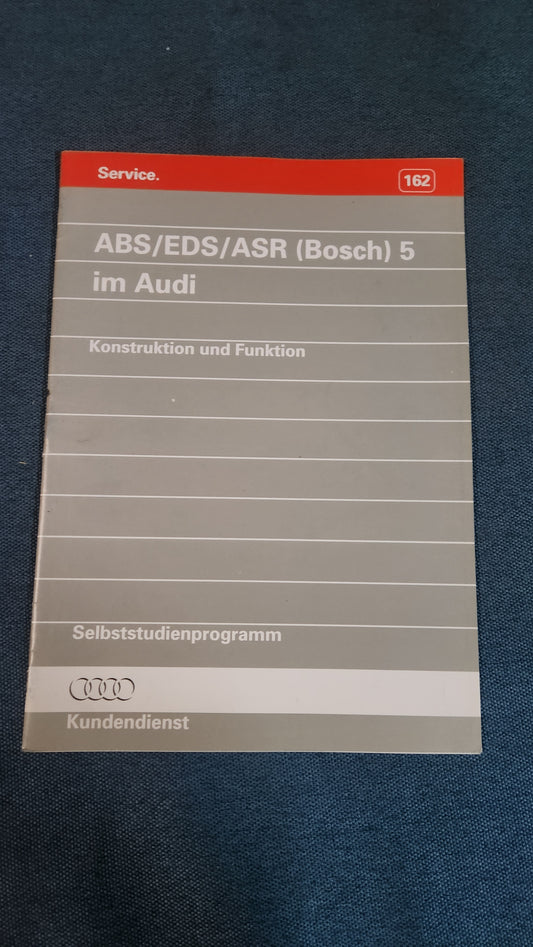 Service.
162
ABS/EDS/ASR (Bosch) 5
im Audi
Konstruktion und Funktion
Selbststudienprogramm
Kundendienst